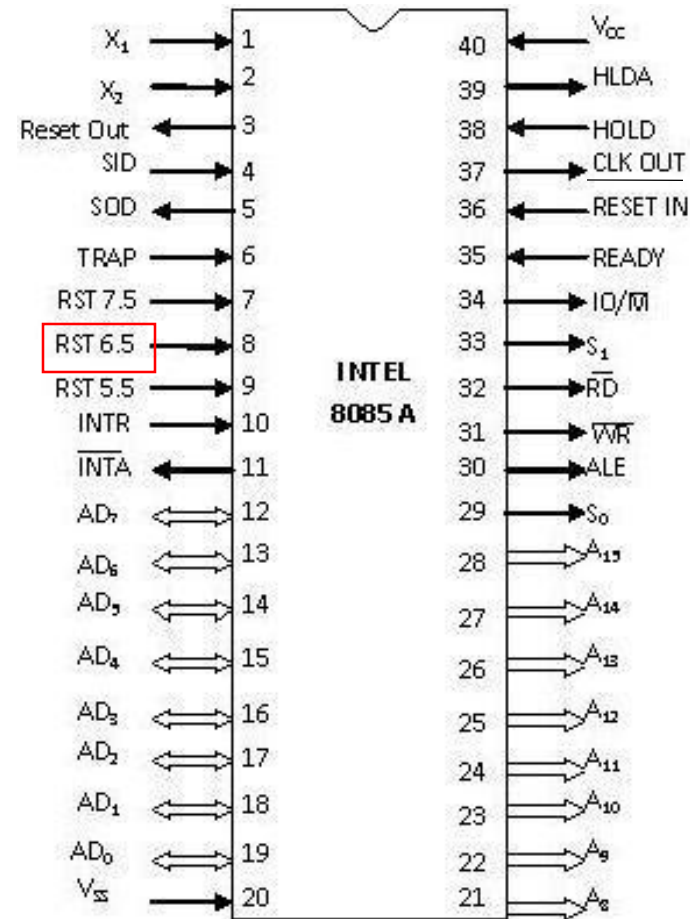 X₁ 1 40 Vcc
X₂ 2 39 HLDA
Reset Out 3 38 HOLD
SID 4 37 CLK OUT
SOD 5 36 RESET IN
TRAP 6 35 READY
RST 7.5 7 34 IO/M̅
RST 6.5 8 33 S₁
RST 5.5 9 32 R̅D̅
INTR 10 31 W̅R̅
I̅N̅T̅A̅ 11 30 ALE
INTEL
8085 A
AD₇ 12 29 S₀
AD₆ 13 28 A₁₅
AD₅ 14 27 A₁₄
AD₄ 15 26 A₁₃
AD₃ 16 25 A₁₂
AD₂ 17 24 A₁₁
AD₁ 18 23 A₁₀
AD₀ 19 22 A₉
Vss 20 21 A₈